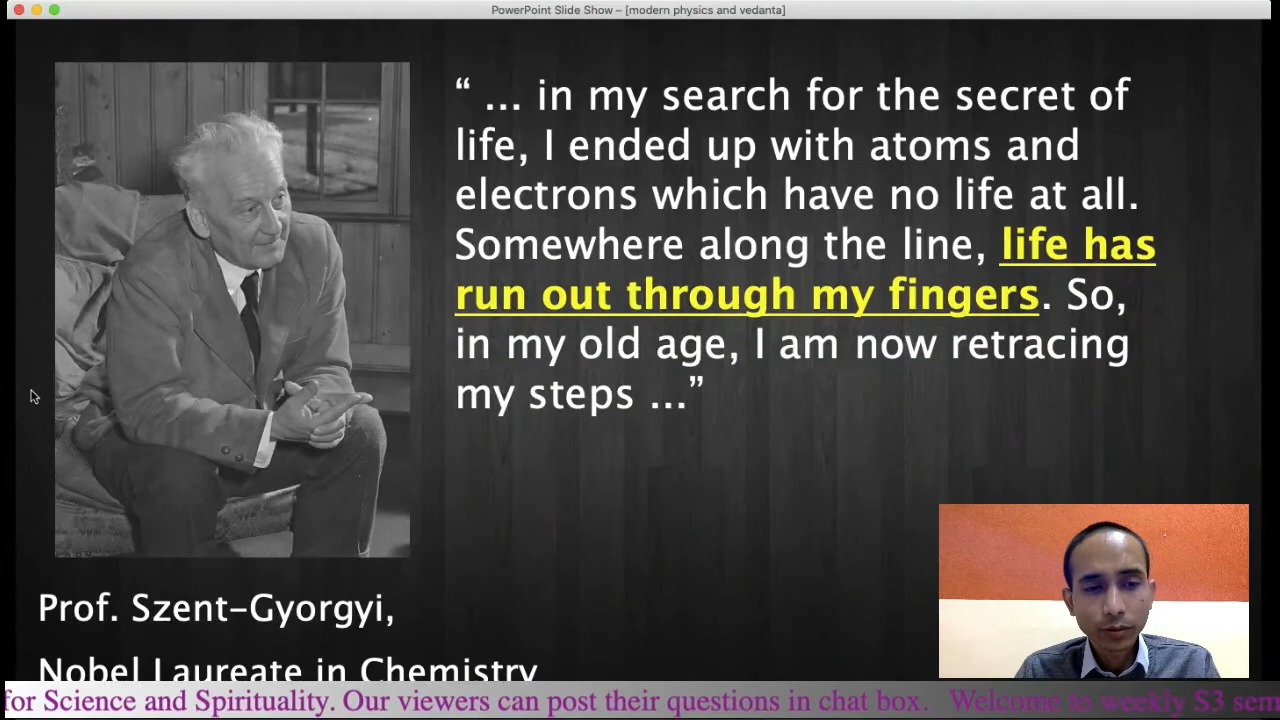 PowerPoint Slide Show – [modern physics and vedanta]
“ ... in my search for the secret of
life, I ended up with atoms and
electrons which have no life at all.
Somewhere along the line, life has
run out through my fingers. So,
in my old age, I am now retracing
my steps ...”
Prof. Szent-Gyorgyi,
Nobel Laureate in Chemistry
for Science and Spirituality. Our viewers can post their questions in chat box. Welcome to weekly S3 sem